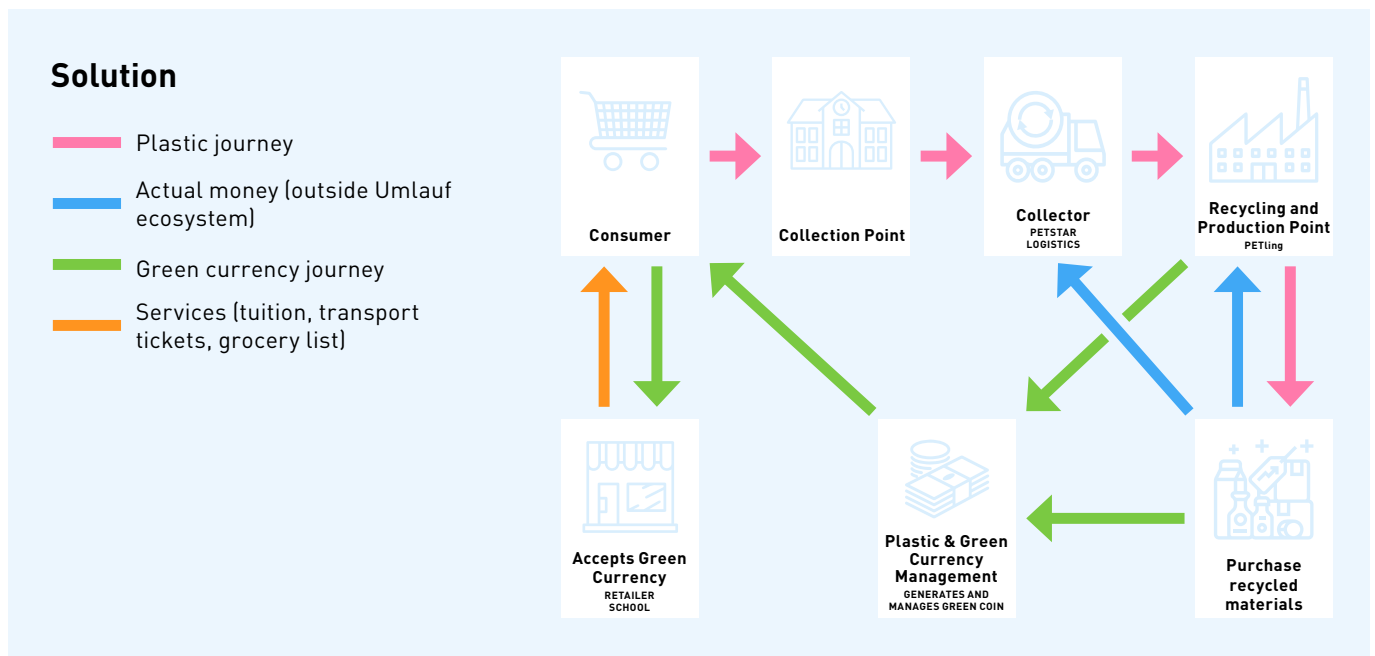 Solution
Plastic journey
Actual money (outside Umlauf
ecosystem)
Green currency journey
Services (tuition, transport
tickets, grocery list)
Consumer
Collection Point
Collector
PETSTAR
LOGISTICS
Recycling and
Production Point
PETling
Accepts Green
Currency
RETAILER
SCHOOL
Plastic & Green
Currency
Management
GENERATES AND
MANAGES GREEN COIN
Purchase
recycled
materials